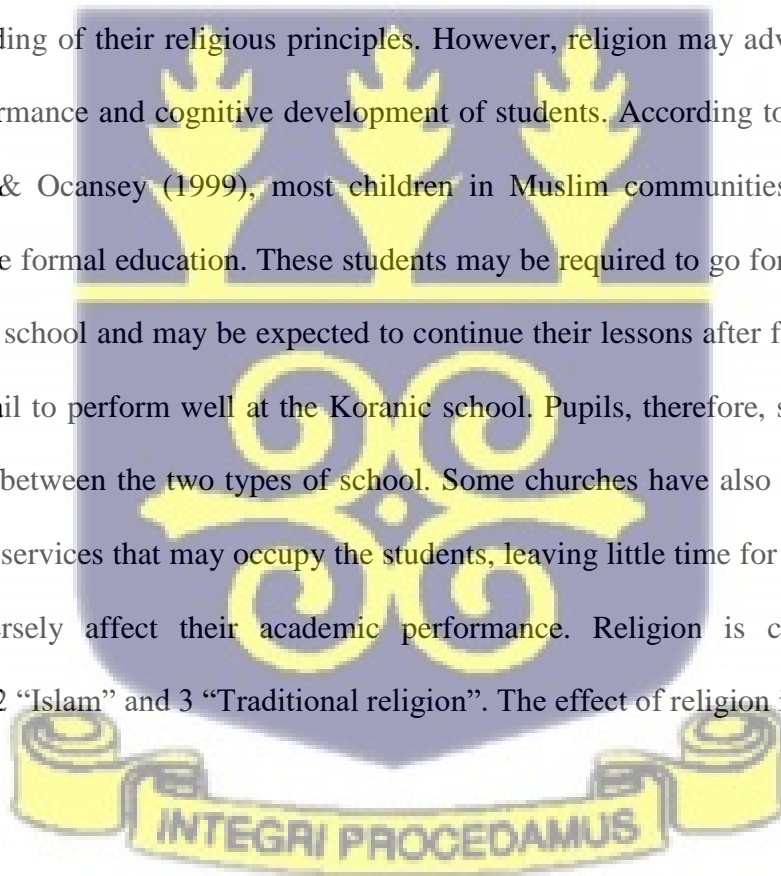 ding of their religious principles. However, religion may adv
rmance and cognitive development of students. According to
& Ocansey (1999), most children in Muslim communities
e formal education. These students may be required to go for
school and may be expected to continue their lessons after f
ail to perform well at the Koranic school. Pupils, therefore, s
between the two types of school. Some churches have also
services that may occupy the students, leaving little time for
ersely affect their academic performance. Religion is c
2 “Islam” and 3 “Traditional religion”. The effect of religion i
INTEGRI PROCEDAMUS